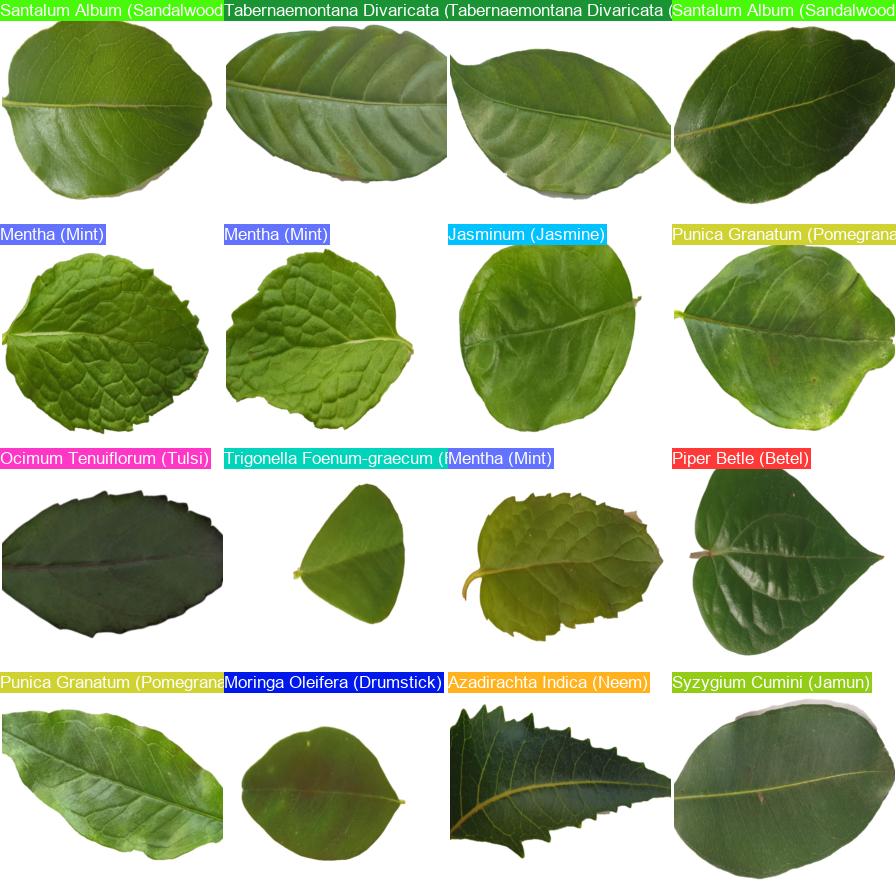 Santalum Album (Sandalwood
Tabernaemontana Divaricata (
Tabernaemontana Divaricata (
Santalum Album (Sandalwood
Mentha (Mint)
Mentha (Mint)
Jasminum (Jasmine)
Punica Granatum (Pomegrana
Ocimum Tenuiflorum (Tulsi)
Trigonella Foenum-graecum (
Mentha (Mint)
Piper Betle (Betel)
Punica Granatum (Pomegrana
Moringa Oleifera (Drumstick)
Azadirachta Indica (Neem)
Syzygium Cumini (Jamun)